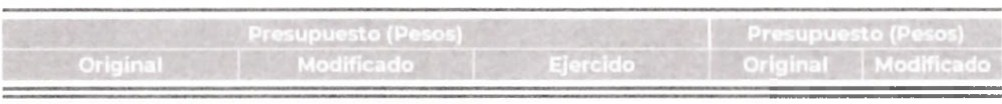 Presupuesto (Pesos) Presupuesto (Pesos)
Original Modificado Ejercido Original Modificado